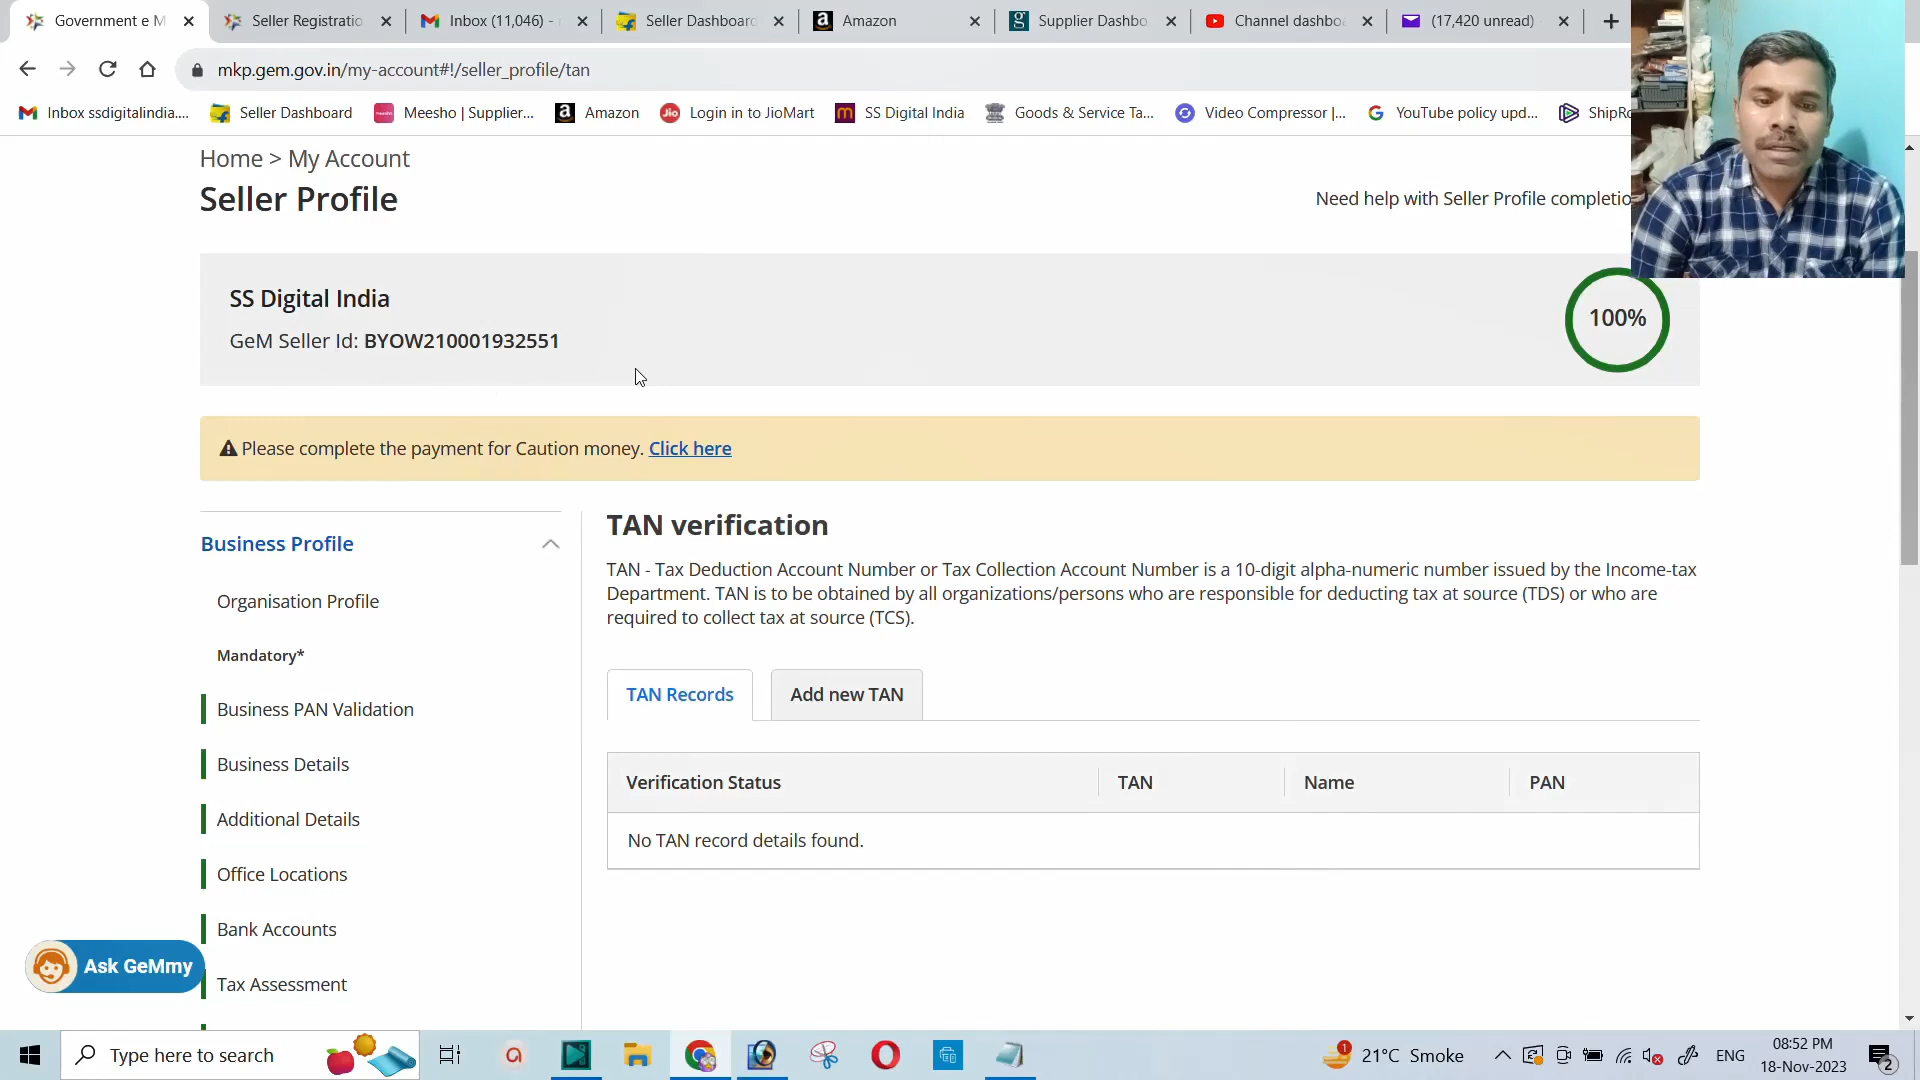 Government e M
Seller Registratio
Inbox (11,046) -
Seller Dashboard
Amazon
Supplier Dashbo
Channel dashbo
(17,420 unread)
mkp.gem.gov.in/my-account#!/seller_profile/tan
Inbox ssdigitalindia....
Seller Dashboard
Meesho | Supplier...
Amazon
Login in to JioMart
SS Digital India
Goods & Service Ta...
Video Compressor |...
YouTube policy upd...
ShipRo
Home > My Account
Seller Profile
Need help with Seller Profile completio
SS Digital India
GeM Seller Id: BYOW210001932551
100%
Please complete the payment for Caution money. Click here
Business Profile
Organisation Profile
Mandatory*
Business PAN Validation
Business Details
Additional Details
Office Locations
Bank Accounts
Tax Assessment
Ask GeMmy
TAN verification
TAN - Tax Deduction Account Number or Tax Collection Account Number is a 10-digit alpha-numeric number issued by the Income-tax
Department. TAN is to be obtained by all organizations/persons who are responsible for deducting tax at source (TDS) or who are
required to collect tax at source (TCS).
TAN Records
Add new TAN
Verification Status
TAN
Name
PAN
No TAN record details found.
Type here to search
1
21°C Smoke
ENG
08:52 PM
18-Nov-2023
2